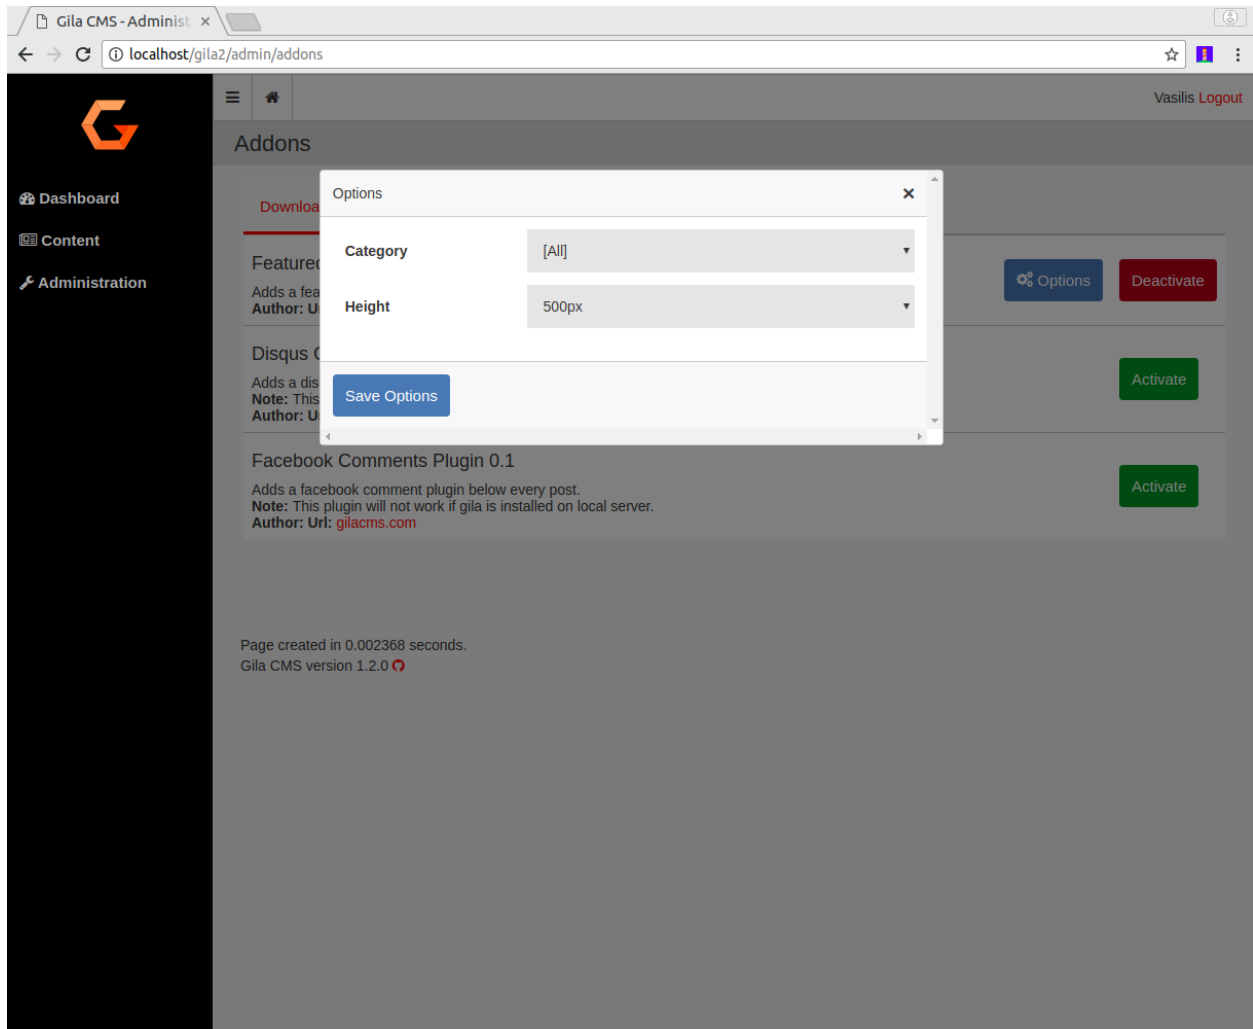 Gila CMS - Administ
localhost/gila2/admin/addons
Vasilis Logout
Addons
Dashboard
Content
Administration
Options
Category [All]
Height 500px
Save Options
Downloa
Featured
Adds a fea
Author: U
Options Deactivate
Disqus
Adds a dis
Note: This
Author: U
Activate
Facebook Comments Plugin 0.1
Adds a facebook comment plugin below every post.
Note: This plugin will not work if gila is installed on local server.
Author: Url: gilacms.com
Activate
Page created in 0.002368 seconds.
Gila CMS version 1.2.0